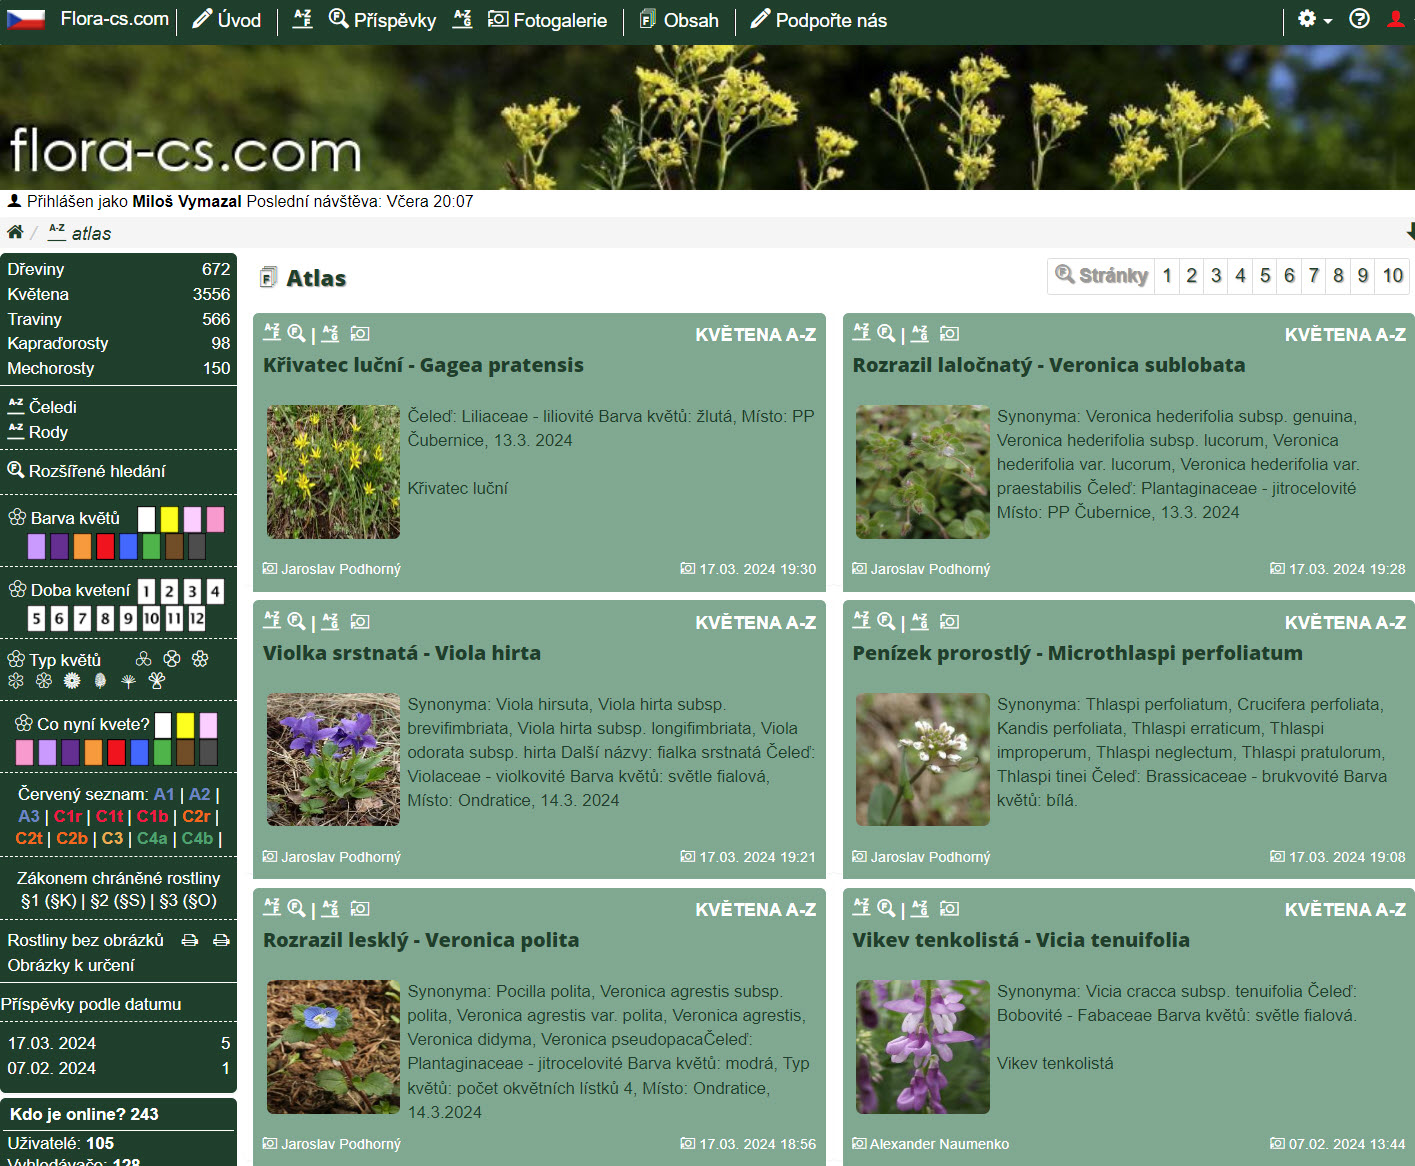 Flora-cs.com
Úvod
A-Z F
Příspěvky
A-Z G
Fotogalerie
Obsah
Podpořte nás
flora-cs.com
Přihlášen jako Miloš Vymazal Poslední návštěva: Včera 20:07
/ A-Z atlas
Dřeviny 672
Květena 3556
Traviny 566
Kapraďorosty 98
Mechorosty 150
A-Z Čeledi
A-Z Rody
Rozšířené hledání
Barva květů
Doba kvetení 1 2 3 4
5 6 7 8 9 10 11 12
Typ květů
Co nyní kvete?
Červený seznam: A1 | A2 |
A3 | C1r | C1t | C1b | C2r |
C2t | C2b | C3 | C4a | C4b |
Zákonem chráněné rostliny
§1 (§K) | §2 (§S) | §3 (§O)
Rostliny bez obrázků
Obrázky k určení
Příspěvky podle datumu
17.03. 2024 5
07.02. 2024 1
Kdo je online? 243
Uživatelé: 105
Vyhledávače: 128
Atlas
Stránky 1 2 3 4 5 6 7 8 9 10
KVĚTENA A-Z
Křivatec luční - Gagea pratensis
Čeleď: Liliaceae - liliovité Barva květů: žlutá, Místo: PP
Čubernice, 13.3. 2024
Křivatec luční
Jaroslav Podhorný 17.03. 2024 19:30
KVĚTENA A-Z
Rozrazil laločnatý - Veronica sublobata
Synonyma: Veronica hederifolia subsp. genuina,
Veronica hederifolia subsp. lucorum, Veronica
hederifolia var. lucorum, Veronica hederifolia var.
praestabilis Čeleď: Plantaginaceae - jitrocelovité
Místo: PP Čubernice, 13.3. 2024
Jaroslav Podhorný 17.03. 2024 19:28
KVĚTENA A-Z
Violka srstnatá - Viola hirta
Synonyma: Viola hirsuta, Viola hirta subsp.
brevifimbriata, Viola hirta subsp. longifimbriata, Viola
odorata subsp. hirta Další názvy: fialka srstnatá Čeleď:
Violaceae - violkovité Barva květů: světle fialová,
Místo: Ondratice, 14.3. 2024
Jaroslav Podhorný 17.03. 2024 19:21
KVĚTENA A-Z
Penízek prorostlý - Microthlaspi perfoliatum
Synonyma: Thlaspi perfoliatum, Crucifera perfoliata,
Kandis perfoliata, Thlaspi erraticum, Thlaspi
improperum, Thlaspi neglectum, Thlaspi pratulorum,
Thlaspi tinei Čeleď: Brassicaceae - brukvovité Barva
květů: bílá.
Jaroslav Podhorný 17.03. 2024 19:08
KVĚTENA A-Z
Rozrazil lesklý - Veronica polita
Synonyma: Pocilla polita, Veronica agrestis subsp.
polita, Veronica agrestis var. polita, Veronica agrestis,
Veronica didyma, Veronica pseudopacaČeleď:
Plantaginaceae - jitrocelovité Barva květů: modrá, Typ
květů: počet okvětních lístků 4, Místo: Ondratice,
14.3.2024
Jaroslav Podhorný 17.03. 2024 18:56
KVĚTENA A-Z
Vikev tenkolistá - Vicia tenuifolia
Synonyma: Vicia cracca subsp. tenuifolia Čeleď:
Bobovité - Fabaceae Barva květů: světle fialová.
Vikev tenkolistá
Alexander Naumenko 07.02. 2024 13:44